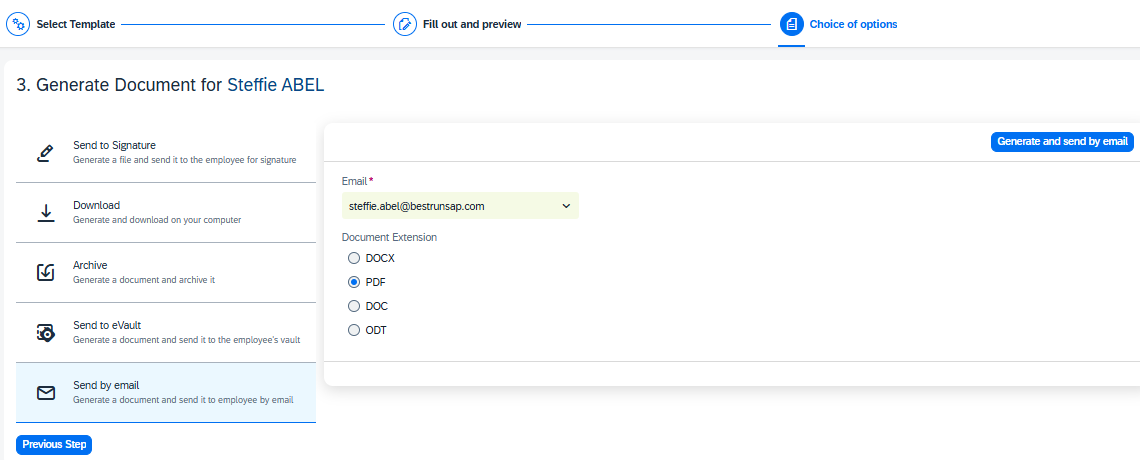 Select Template
Fill out and preview
Choice of options
3. Generate Document for Steffie ABEL
Send to Signature
Generate a file and send it to the employee for signature
Download
Generate and download on your computer
Archive
Generate a document and archive it
Send to eVault
Generate a document and send it to the employee's vault
Send by email
Generate a document and send it to employee by email
Previous Step
Generate and send by email
Email *
steffie.abel@bestrunsap.com
Document Extension
DOCX
PDF
DOC
ODT